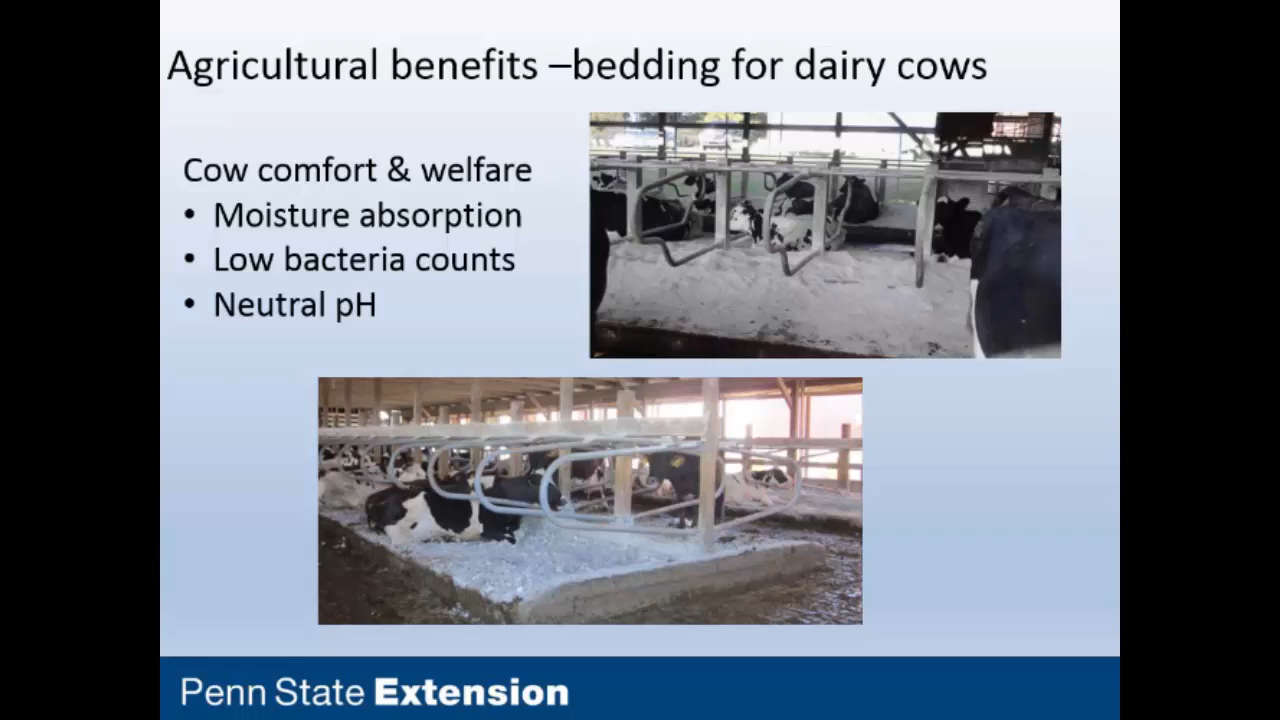 Agricultural benefits –bedding for dairy cows
Cow comfort & welfare
• Moisture absorption
• Low bacteria counts
• Neutral pH
Penn State Extension